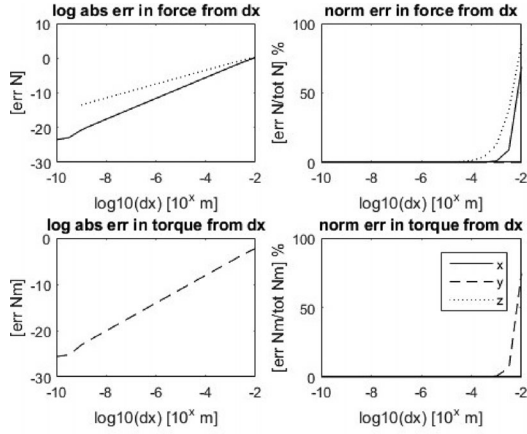 log abs err in force from dx
norm err in force from dx
10
0
-10
-20
-30
[err N]
-10
-8
-6
-4
-2
log10(dx) [10^x m]
100
50
0
[err N/tot N] %
-10
-8
-6
-4
-2
log10(dx) [10^x m]
log abs err in torque from dx
norm err in torque from dx
0
-10
-20
-30
[err Nm]
-10
-8
-6
-4
-2
log10(dx) [10^x m]
100
50
0
[err Nm/tot Nm] %
x
y
z
-10
-8
-6
-4
-2
log10(dx) [10^x m]